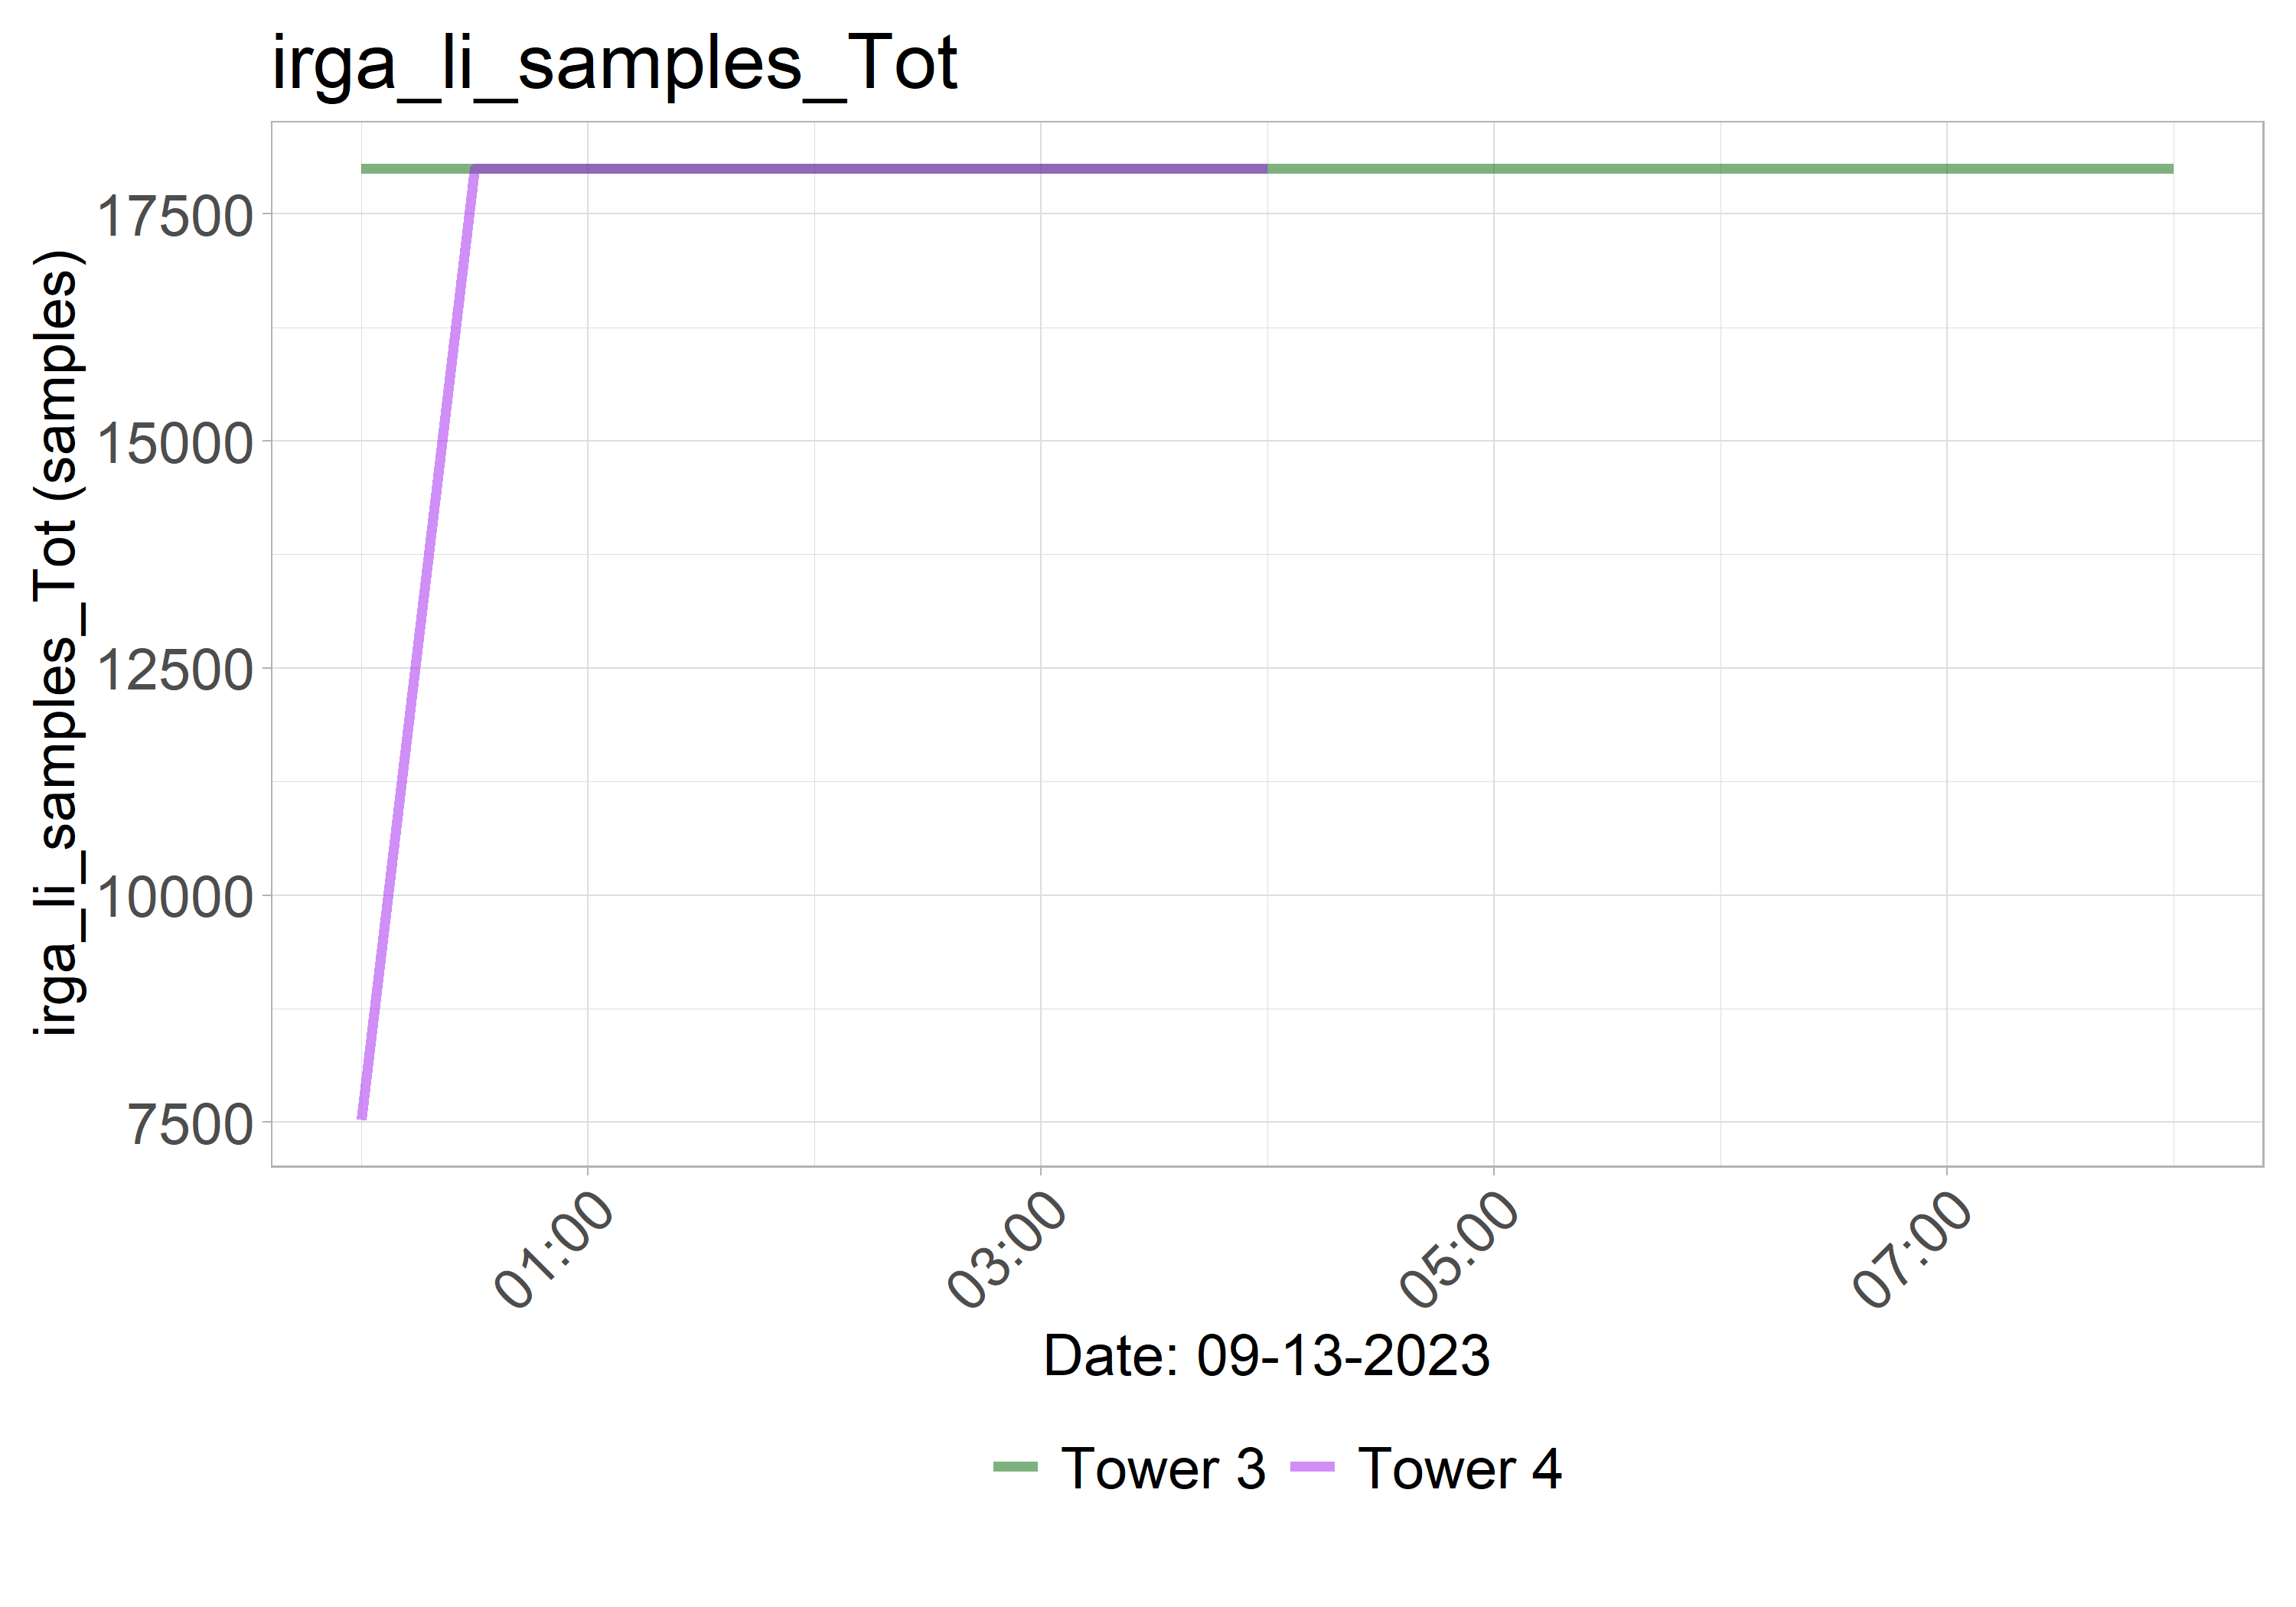 irga_li_samples_Tot
irga_li_samples_Tot (samples)
17500
15000
12500
10000
7500
01:00
03:00
05:00
07:00
Date: 09-13-2023
Tower 3
Tower 4